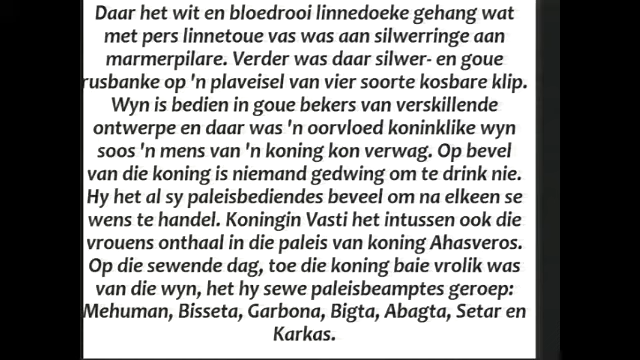 Daar het wit en bloedrooi linnedoeke gehang wat
met pers linnetoue vas was aan silwerringe aan
marmerpilare. Verder was daar silwer- en goue
rusbanke op 'n plaveisel van vier soorte kosbare klip.
Wyn is bedien in goue bekers van verskillende
ontwerpe en daar was 'n oorvloed koninklike wyn
soos 'n mens van 'n koning kon verwag. Op bevel
van die koning is niemand gedwing om te drink nie.
Hy het al sy paleisbediendes beveel om na elkeen se
wens te handel. Koningin Vasti het intussen ook die
vrouens onthaal in die paleis van koning Ahasveros.
Op die sewende dag, toe die koning baie vrolik was
van die wyn, het hy sewe paleisbeamptes geroep:
Mehuman, Bisseta, Garbona, Bigta, Abagta, Setar en
Karkas.